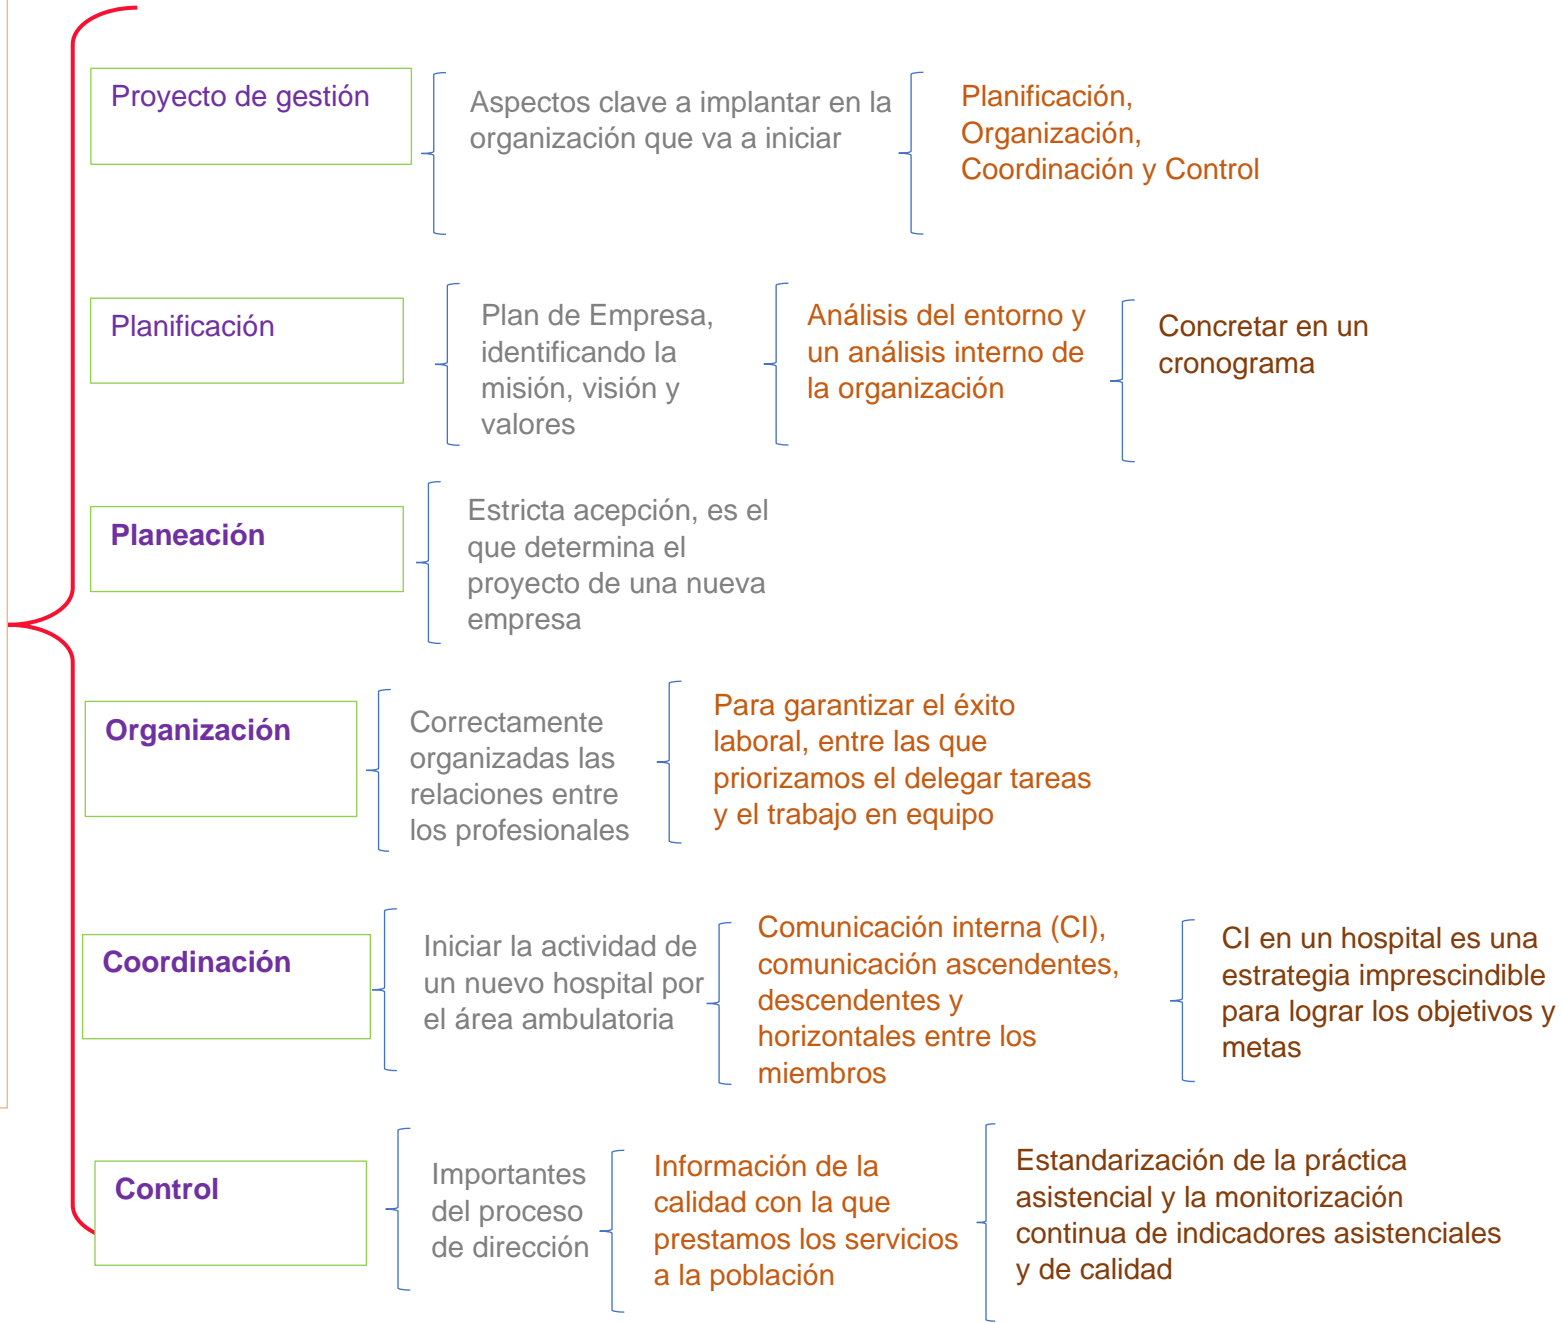 Proyecto de gestión
Aspectos clave a implantar en la
organización que va a iniciar
Planificación,
Organización,
Coordinación y Control
Planificación
Plan de Empresa,
identificando la
misión, visión y
valores
Análisis del entorno y
un análisis interno de
la organización
Concretar en un
cronograma
Planeación
Estricta acepción, es el
que determina el
proyecto de una nueva
empresa
Organización
Correctamente
organizadas las
relaciones entre
los profesionales
Para garantizar el éxito
laboral, entre las que
priorizamos el delegar tareas
y el trabajo en equipo
Coordinación
Iniciar la actividad de
un nuevo hospital por
el área ambulatoria
Comunicación interna (CI),
comunicación ascendentes,
descendentes y
horizontales entre los
miembros
CI en un hospital es una
estrategia imprescindible
para lograr los objetivos y
metas
Control
Importantes
del proceso
de dirección
Información de la
calidad con la que
prestamos los servicios
a la población
Estandarización de la práctica
asistencial y la monitorización
continua de indicadores asistenciales
y de calidad